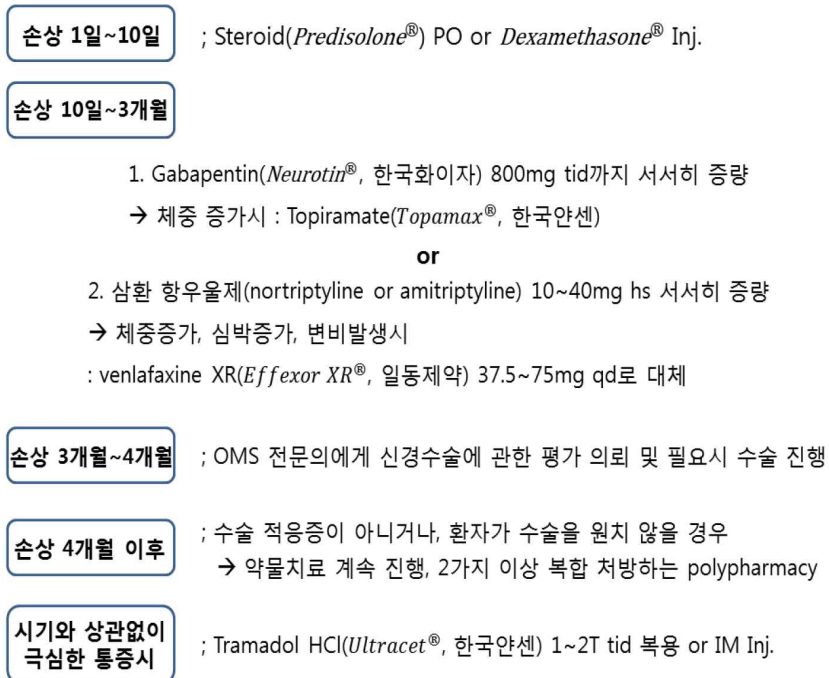 손상 1일~10일 ; Steroid(Predisolone®) PO or Dexamethasone® Inj.
손상 10일~3개월
1. Gabapentin(Neurotin®, 한국화이자) 800mg tid까지 서서히 증량
→ 체중 증가시 : Topiramate(Topamax®, 한국얀센)
or
2. 삼환 항우울제(nortriptyline or amitriptyline) 10~40mg hs 서서히 증량
→ 체중증가, 심박증가, 변비발생시
: venlafaxine XR(Effexor XR®, 일동제약) 37.5~75mg qd로 대체
손상 3개월~4개월 ; OMS 전문의에게 신경수술에 관한 평가 의뢰 및 필요시 수술 진행
손상 4개월 이후 ; 수술 적응증이 아니거나, 환자가 수술을 원치 않을 경우
→ 약물치료 계속 진행, 2가지 이상 복합 처방하는 polypharmacy
시기와 상관없이
극심한 통증시 ; Tramadol HCl(Ultracet®, 한국얀센) 1~2T tid 복용 or IM Inj.